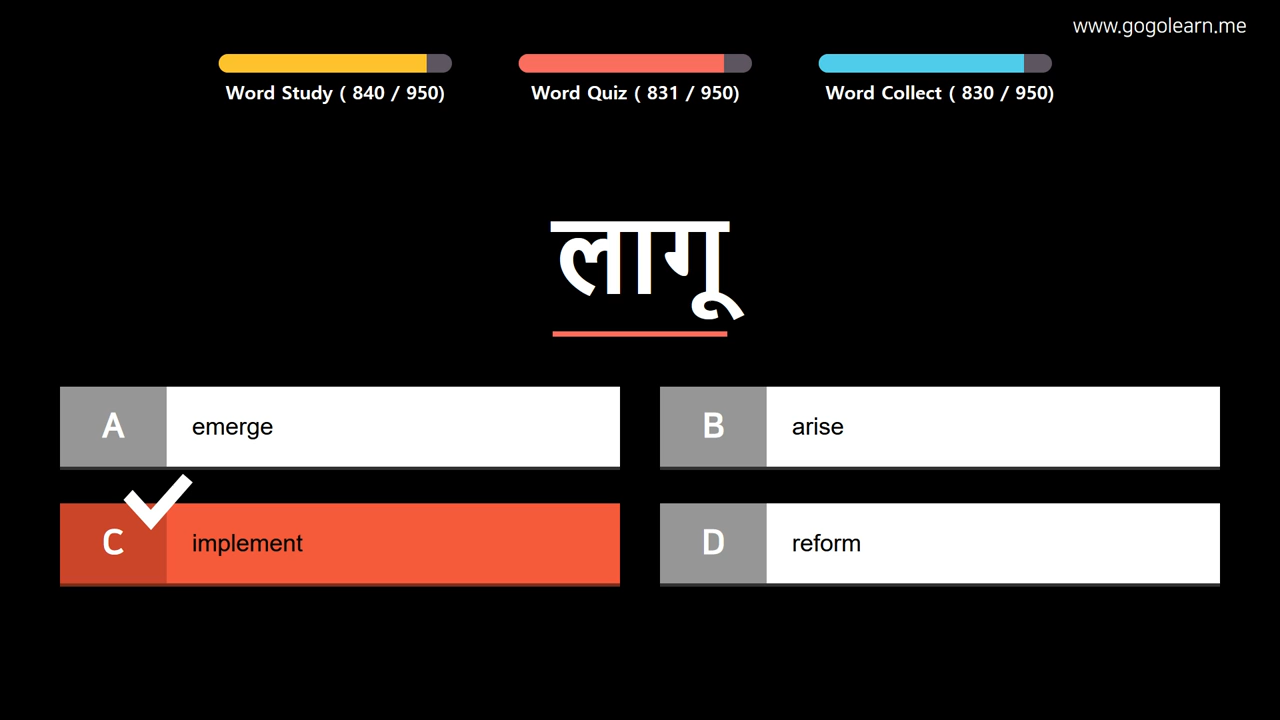 www.gogolearn.me
Word Study ( 840 / 950)
Word Quiz ( 831 / 950)
Word Collect ( 830 / 950)
लागू
A emerge
B arise
C implement
D reform